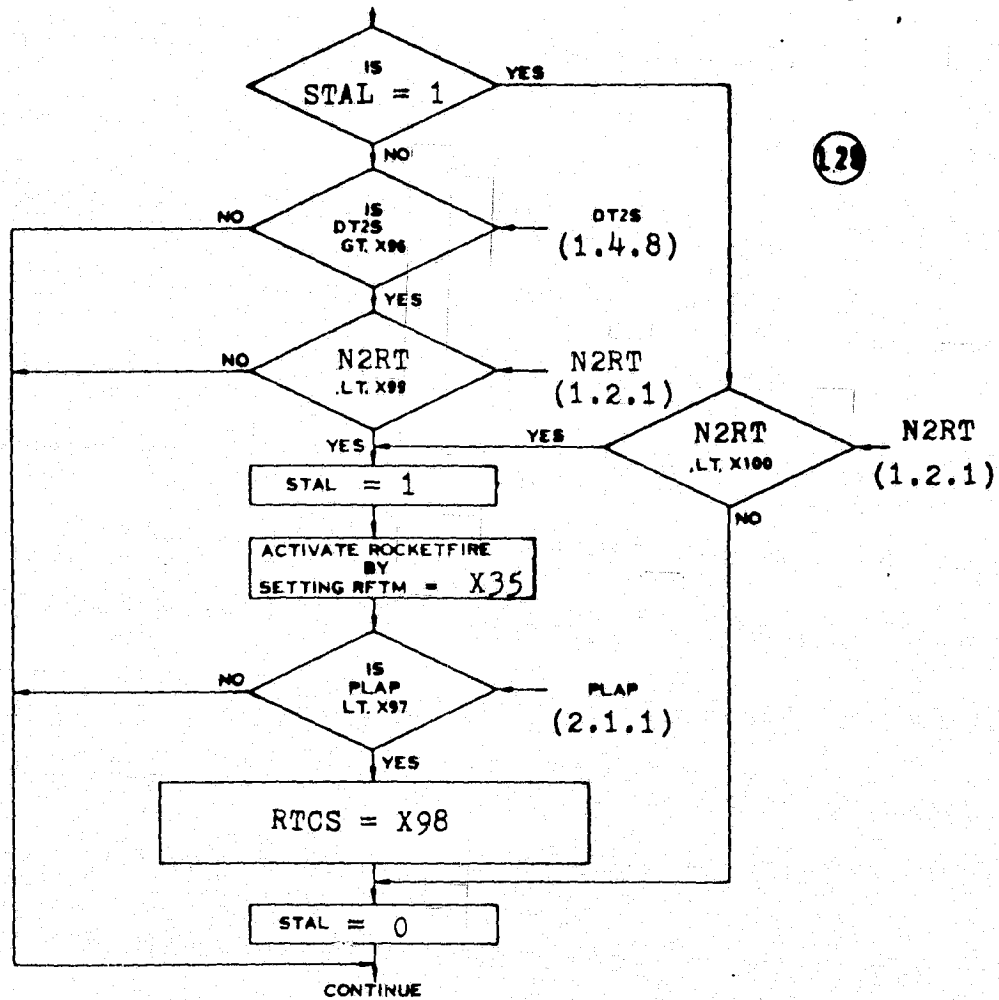 IS
STAL = 1
YES
NO
1.28
IS
DT2S
GT. X96
NO
DT2S
(1.4.8)
YES
N2RT
.LT. X99
NO
N2RT
(1.2.1)
YES
YES
N2RT
.LT. X100
N2RT
(1.2.1)
NO
STAL = 1
ACTIVATE ROCKETFIRE
BY
SETTING RFTM = X35
IS
PLAP
LT. X97
NO
PLAP
(2.1.1)
YES
RTCS = X98
STAL = 0
CONTINUE